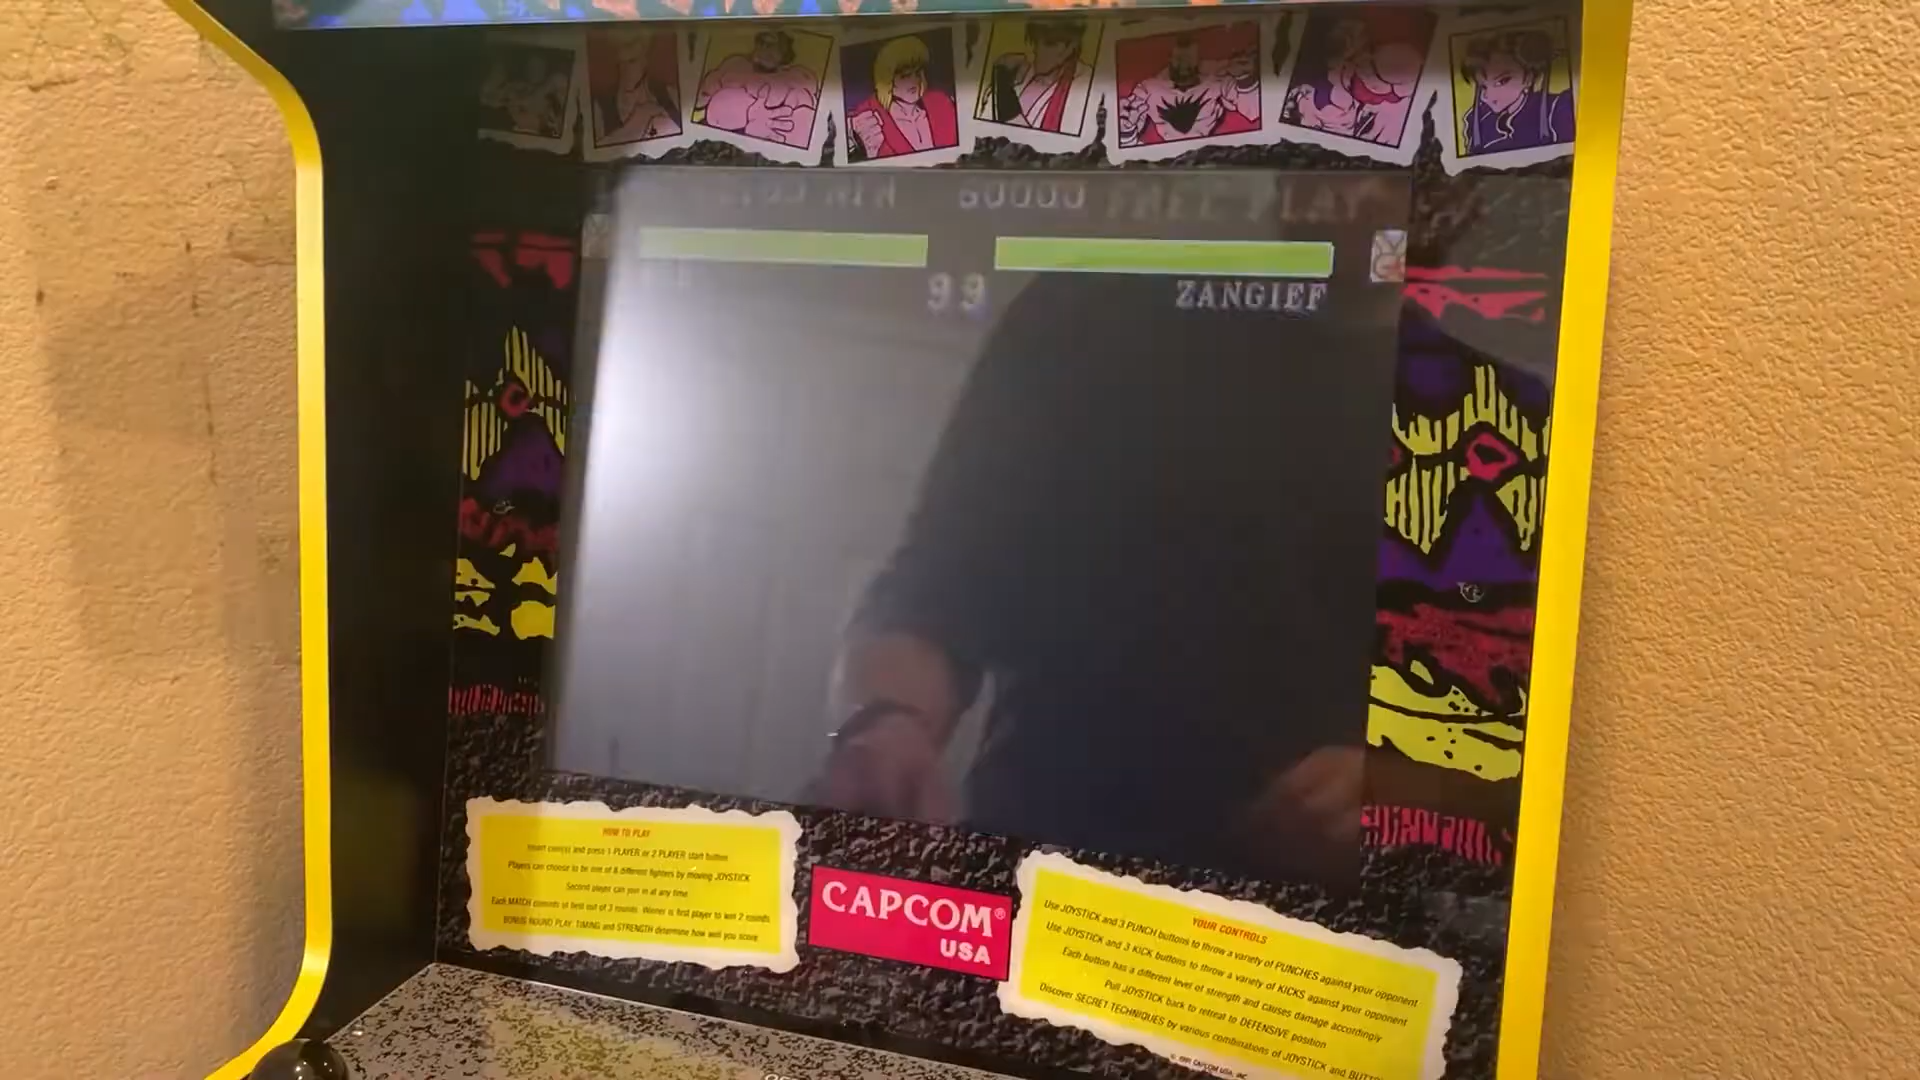 50000 FREE PLAY
99
ZANGIEF
HOW TO PLAY
Insert coin(s) and press 1 PLAYER or 2 PLAYER start button
Players can choose to be one of 8 different fighters by moving JOYSTICK
Second player can join in at any time
Each MATCH consists of best out of 3 rounds. Winner is first player to win 2 rounds
BONUS ROUND PLAY: TIMING and STRENGTH determine how well you score
CAPCOM®
USA
YOUR CONTROLS
Use JOYSTICK and 3 PUNCH buttons to throw a variety of PUNCHES against your opponent
Use JOYSTICK and 3 KICK buttons to throw a variety of KICKS against your opponent
Each button has a different level of strength and causes damage accordingly
Pull JOYSTICK back to retreat to DEFENSIVE position
Discover SECRET TECHNIQUES by various combinations of JOYSTICK and BUTTO
© 1991 CAPCOM USA, INC.